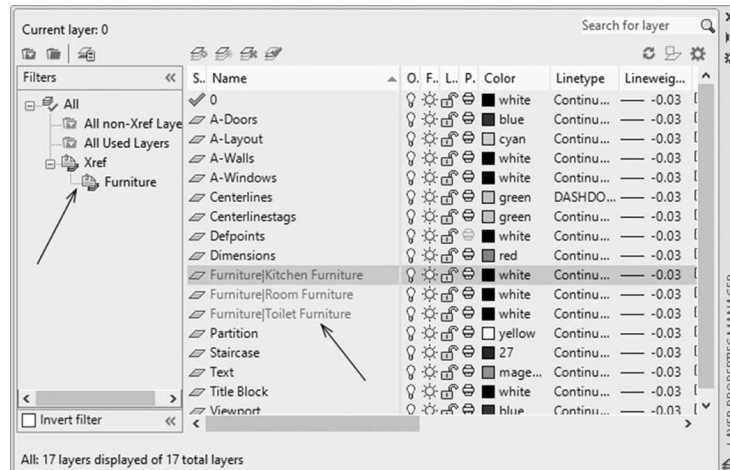 Current layer: 0
Search for layer
Filters
All
All non-Xref Laye
All Used Layers
Xref
Furniture
Invert filter
S.. Name O. F.. L.. P. Color Linetype Lineweig...
0 white Continu... -0.03
A-Doors blue Continu... -0.03
A-Layout cyan Continu... -0.03
A-Walls white Continu... -0.03
A-Windows white Continu... -0.03
Centerlines green DASHDO... -0.03
Centerlinestags green Continu... -0.03
Defpoints white Continu... -0.03
Dimensions red Continu... -0.03
Furniture|Kitchen Furniture white Continu... -0.03
Furniture|Room Furniture white Continu... -0.03
Furniture|Toilet Furniture white Continu... -0.03
Partition yellow Continu... -0.03
Staircase 27 Continu... -0.03
Text mage... Continu... -0.03
Title Block white Continu... -0.03
Viewport blue Continu... -0.03
All: 17 layers displayed of 17 total layers
LAYER PROPERTIES MANAGER